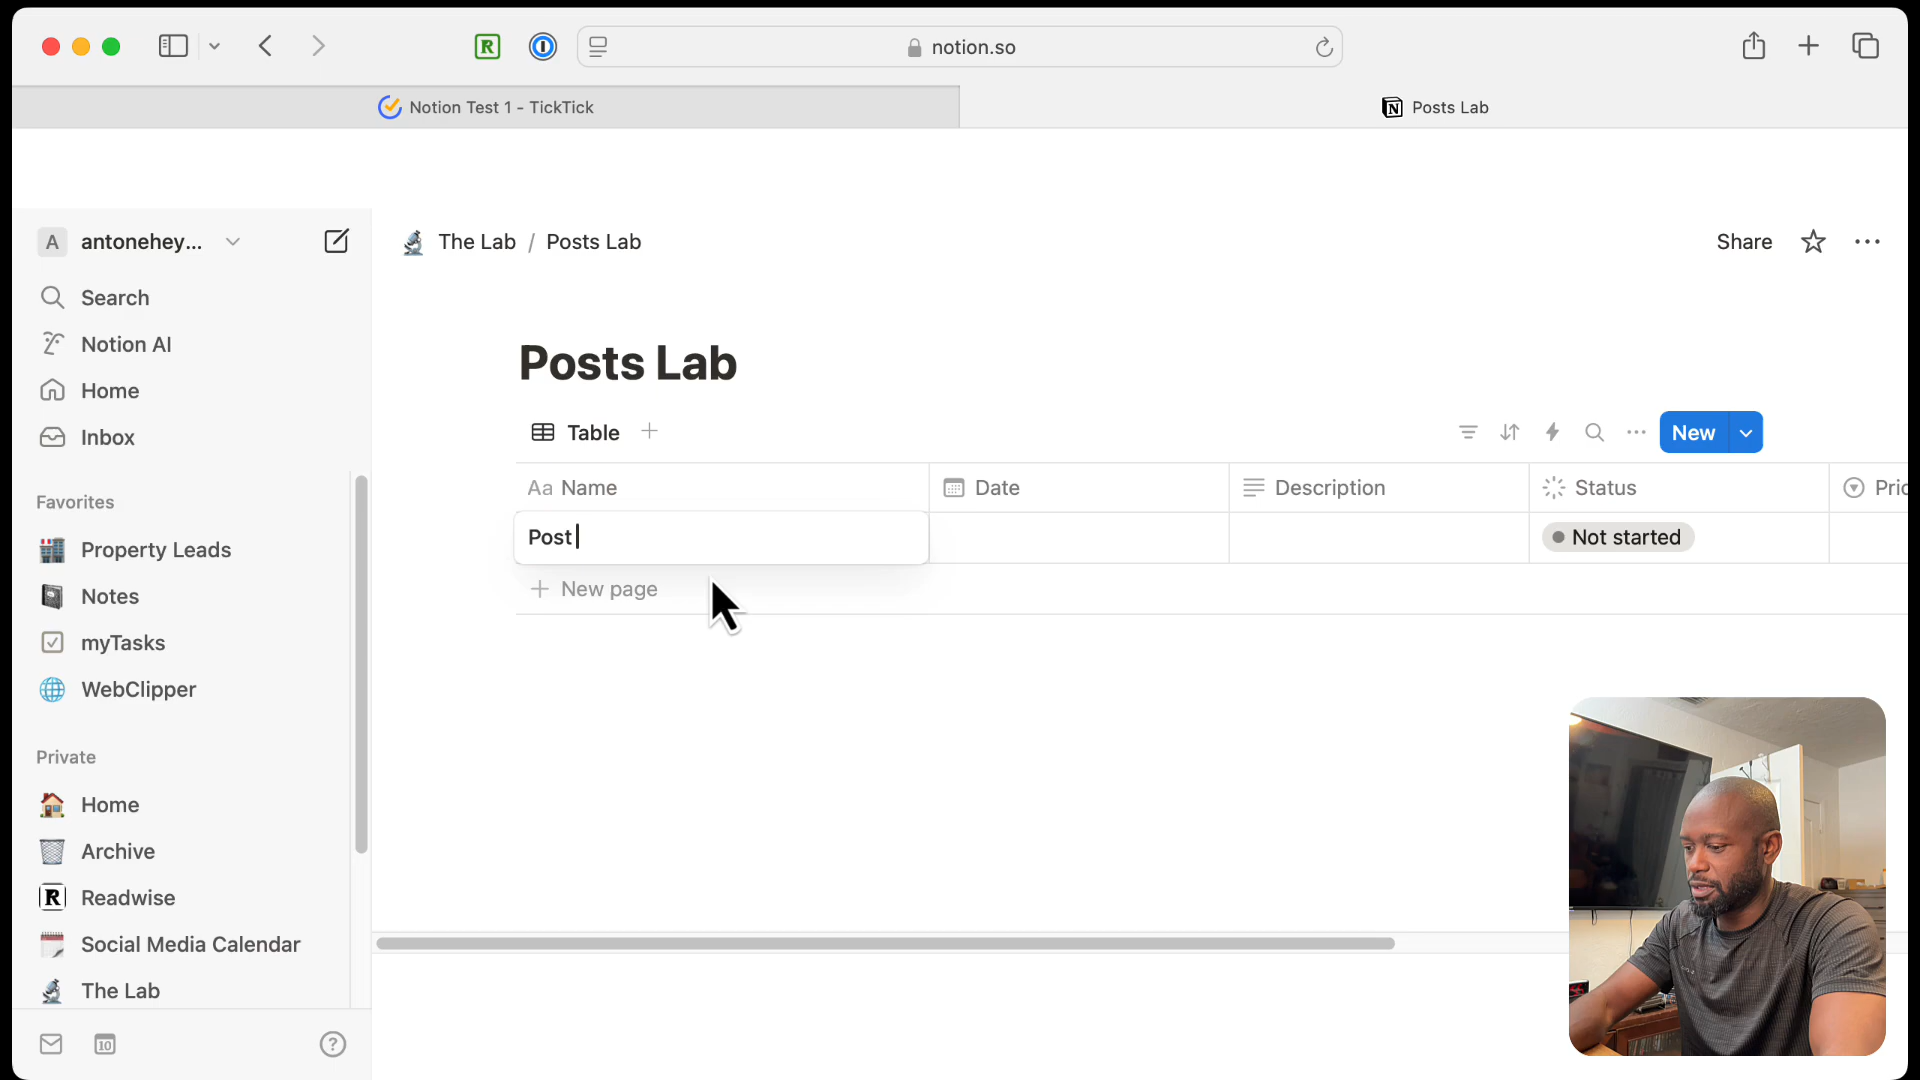 notion.so
Notion Test 1 - TickTick
Posts Lab
A antonehey...
The Lab / Posts Lab
Share
Search
Notion AI
Home
Inbox
Posts Lab
Table
New
Aa Name
Date
Description
Status
Pric
Post
Not started
New page
Favorites
Property Leads
Notes
myTasks
WebClipper
Private
Home
Archive
R Readwise
Social Media Calendar
The Lab
10